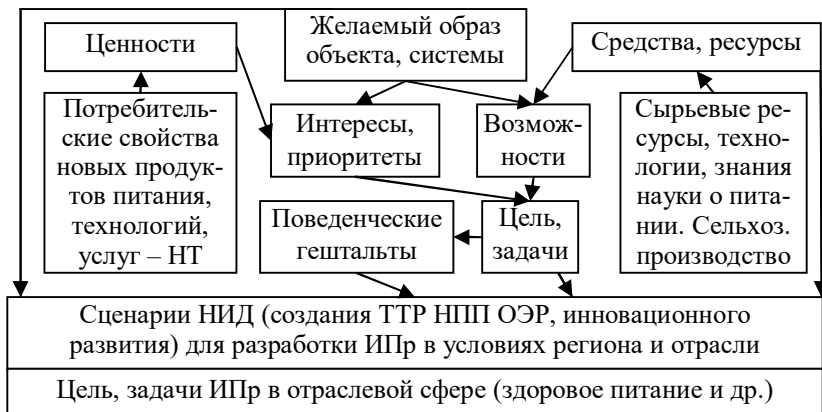 Ценности
Желаемый образ
объекта, системы
Средства, ресурсы
Потребитель-
ские свойства
новых продук-
тов питания,
технологий,
услуг – НТ
Интересы,
приоритеты
Возмож-
ности
Сырьевые ре-
сурсы, техно-
логии, знания
науки о пита-
нии. Сельхоз.
производство
Поведенческие
гештальты
Цель,
задачи
Сценарии НИД (создания ТТР НПП ОЭР, инновационного
развития) для разработки ИПр в условиях региона и отрасли
Цель, задачи ИПр в отраслевой сфере (здоровое питание и др.)